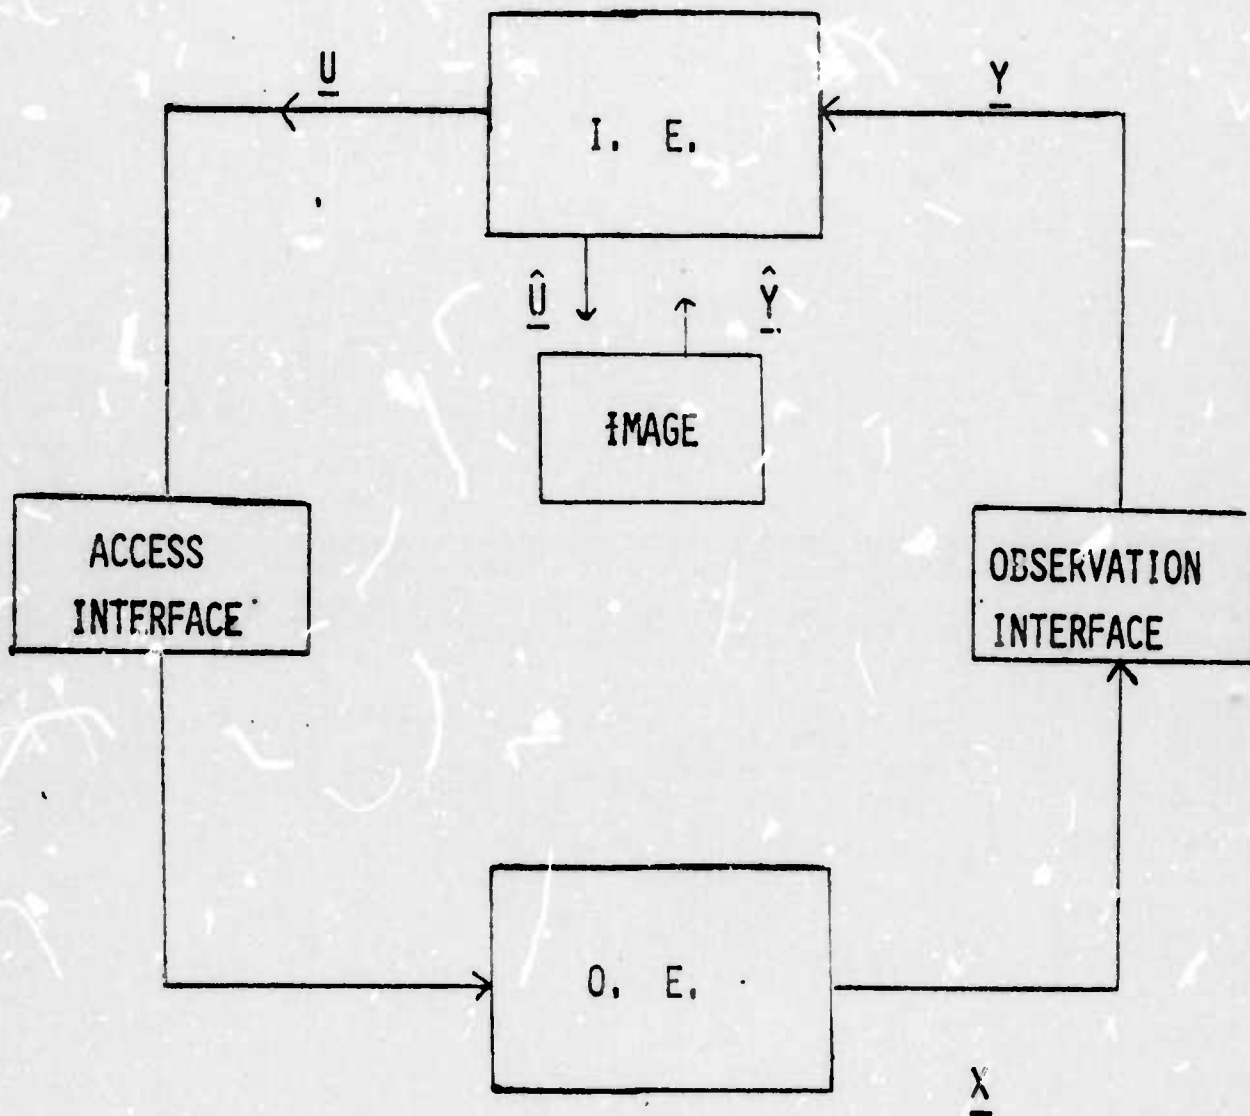 U
Y
I. E.
Û
Ŷ
IMAGE
ACCESS
INTERFACE
OBSERVATION
INTERFACE
O. E.
X